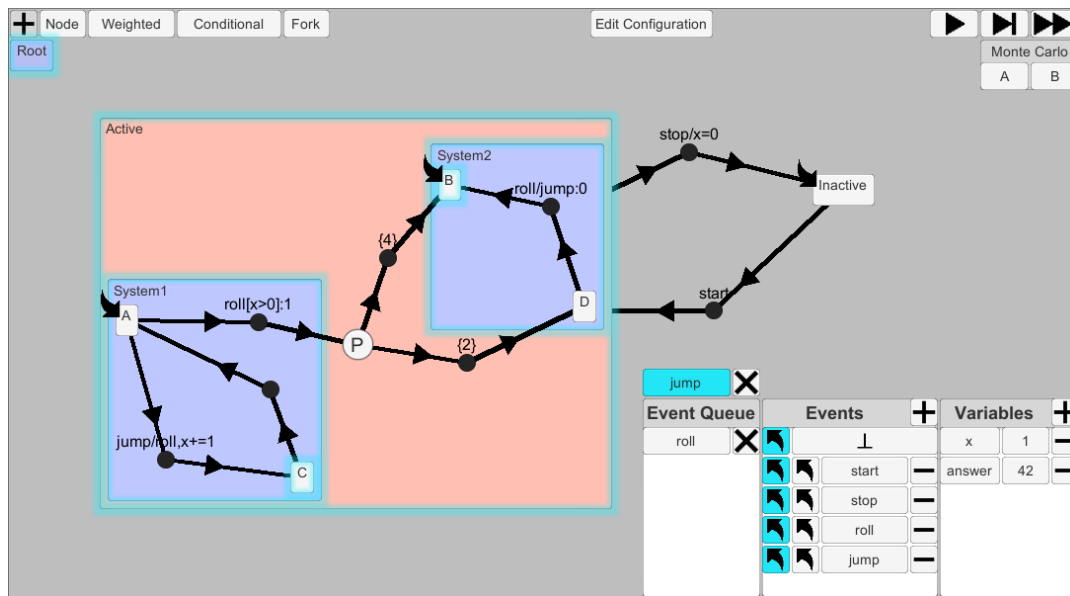 Node Weighted Conditional Fork Edit Configuration
Root
Monte Carlo
A B
Active
stop/x=0
System2
B
roll/jump:0
Inactive
{4}
System1
A
roll[x>0]:1
D
start
P
{2}
jump
jump/roll,x+=1
C
Event Queue Events Variables
roll ⊥ x 1
start answer 42
stop
roll
jump